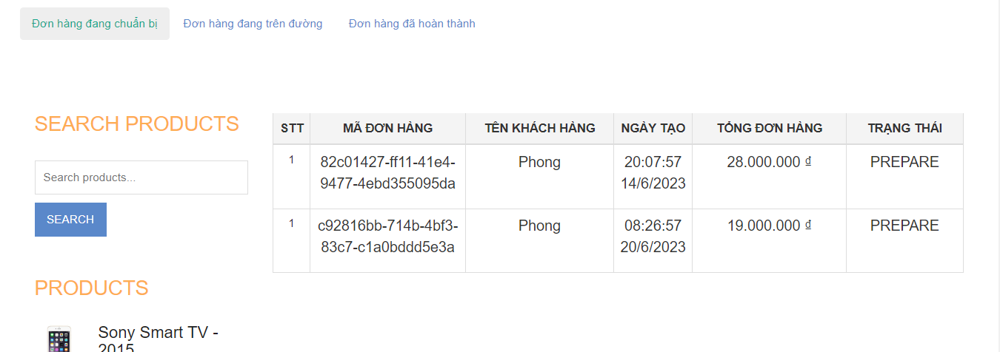 Đơn hàng đang chuẩn bị Đơn hàng đang trên đường Đơn hàng đã hoàn thành
SEARCH PRODUCTS
Search products...
SEARCH
PRODUCTS
Sony Smart TV -
2015
STT MÃ ĐƠN HÀNG TÊN KHÁCH HÀNG NGÀY TẠO TỔNG ĐƠN HÀNG TRẠNG THÁI
1 82c01427-ff11-41e4- Phong 20:07:57 28.000.000 ₫ PREPARE
9477-4ebd355095da 14/6/2023
1 c92816bb-714b-4bf3- Phong 08:26:57 19.000.000 ₫ PREPARE
83c7-c1a0bddd5e3a 20/6/2023